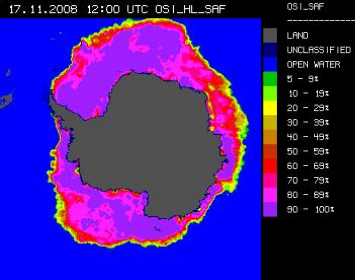 17.11.2008 12:00 UTC OSI_HL_SAF
OSI_SAF
LAND
UNCLASSIFIED
OPEN WATER
5 - 9%
10 - 19%
20 - 29%
30 - 39%
40 - 49%
50 - 59%
60 - 69%
70 - 79%
80 - 89%
90 - 100%